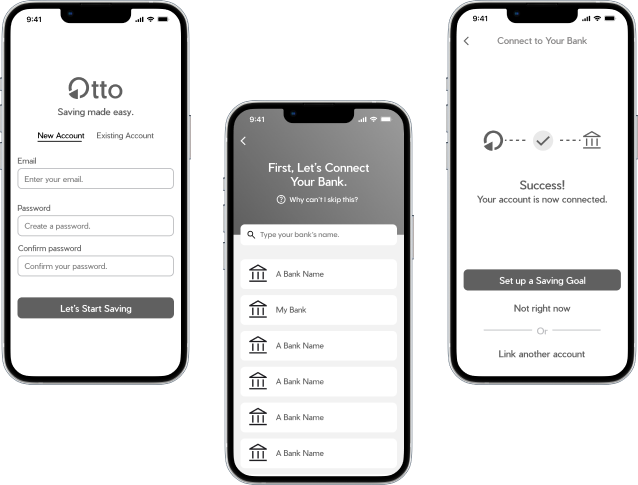 9:41
Otto
Saving made easy.
New Account Existing Account
Email
Enter your email.
Password
Create a password.
Confirm password
Confirm your password.
Let's Start Saving
9:41
First, Let's Connect
Your Bank.
Why can't I skip this?
Type your bank's name.
A Bank Name
My Bank
A Bank Name
A Bank Name
A Bank Name
A Bank Name
9:41
Connect to Your Bank
Success!
Your account is now connected.
Set up a Saving Goal
Not right now
Or
Link another account